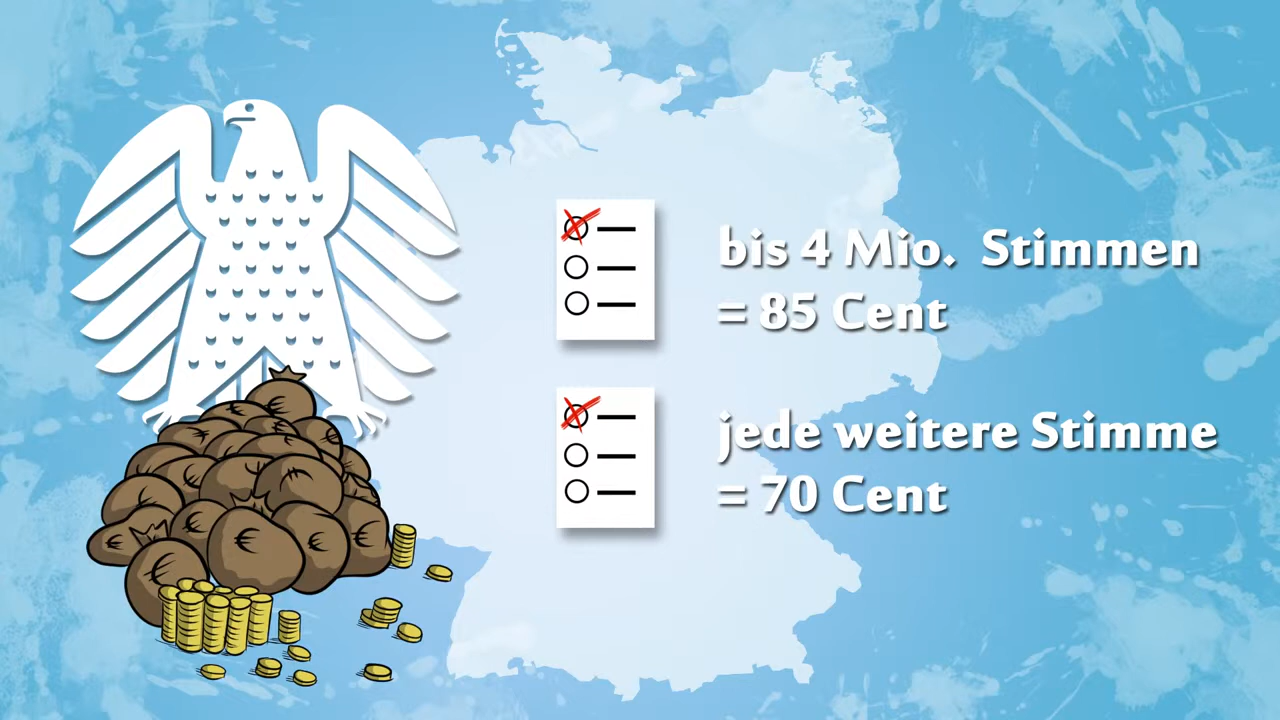 bis 4 Mio. Stimmen
= 85 Cent
jede weitere Stimme
= 70 Cent